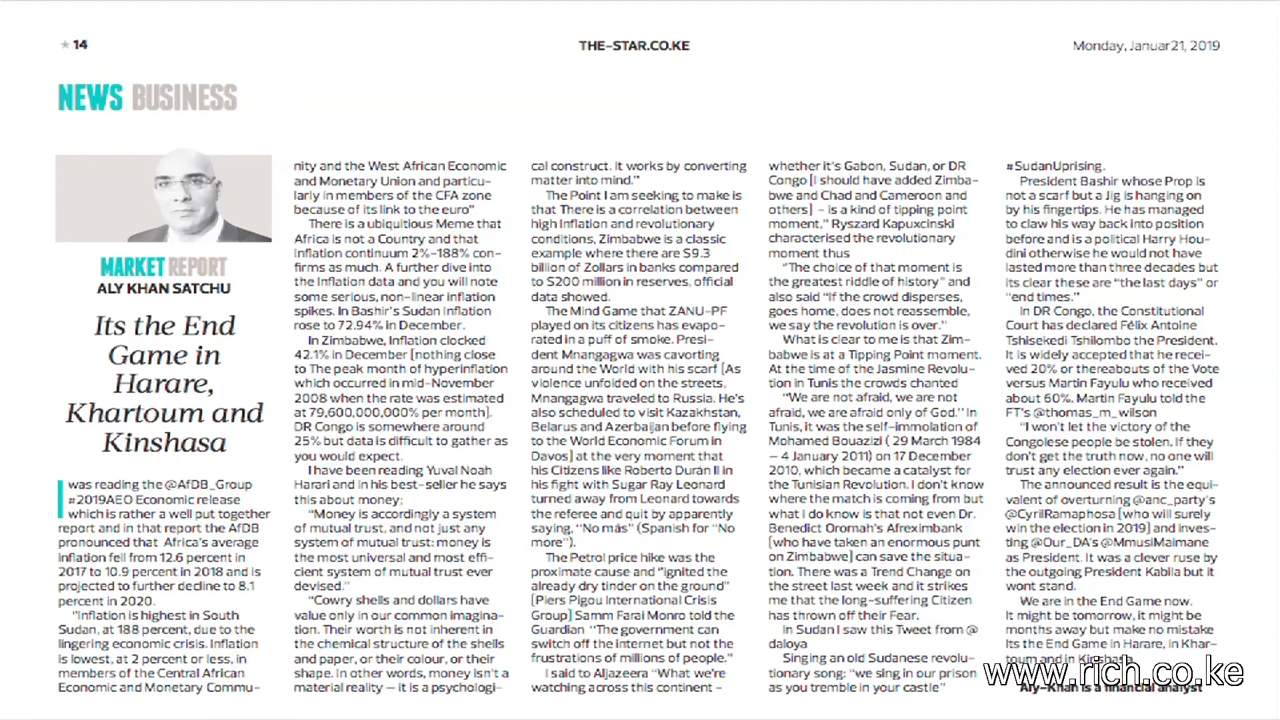 ★ 14
THE-STAR.CO.KE
Monday, Januar21, 2019
NEWS BUSINESS
MARKET REPORT
ALY KHAN SATCHU
Its the End
Game in
Harare,
Khartoum and
Kinshasa
I was reading the @AfDB_Group
#2019AEO Economic release
which is rather a well put together
report and in that report the AfDB
pronounced that Africa's average
inflation fell from 12.6 percent in
2017 to 10.9 percent in 2018 and is
projected to further decline to 8.1
percent in 2020.
"Inflation is highest in South
Sudan, at 188 percent, due to the
lingering economic crisis. Inflation
is lowest, at 2 percent or less, in
members of the Central African
Economic and Monetary Commu-
nity and the West African Economic
and Monetary Union and particu-
larly in members of the CFA zone
because of its link to the euro"
There is a ubiquitious Meme that
Africa is not a Country and that
Inflation continuum 2%-188% con-
firms as much. A further dive into
the Inflation data and you will note
some serious, non-linear inflation
spikes. In Bashir's Sudan Inflation
rose to 72.94% in December.
In Zimbabwe, Inflation clocked
42.1% in December [nothing close
to The peak month of hyperinflation
which occurred in mid-November
2008 when the rate was estimated
at 79,600,000,000% per month].
DR Congo is somewhere around
25% but data is difficult to gather as
you would expect.
I have been reading Yuval Noah
Harari and in his best-seller he says
this about money;
"Money is accordingly a system
of mutual trust, and not just any
system of mutual trust: money is
the most universal and most effi-
cient system of mutual trust ever
devised."
"Cowry shells and dollars have
value only in our common imagina-
tion. Their worth is not inherent in
the chemical structure of the shells
and paper, or their colour, or their
shape. In other words, money isn't a
material reality – it is a psychologi-
cal construct. It works by converting
matter into mind."
The Point I am seeking to make is
that There is a correlation between
high Inflation and revolutionary
conditions, Zimbabwe is a classic
example where there are $9.3
billion of Zollars in banks compared
to $200 million in reserves, official
data showed.
The Mind Game that ZANU-PF
played on its citizens has evapo-
rated in a puff of smoke. Presi-
dent Mnangagwa was cavorting
around the World with his scarf [As
violence unfolded on the streets,
Mnangagwa traveled to Russia. He's
also scheduled to visit Kazakhstan,
Belarus and Azerbaijan before flying
to the World Economic Forum in
Davos] at the very moment that
his Citizens like Roberto Durán II in
his fight with Sugar Ray Leonard
turned away from Leonard towards
the referee and quit by apparently
saying, "No más" (Spanish for "No
more").
The Petrol price hike was the
proximate cause and "ignited the
already dry tinder on the ground"
[Piers Pigou International Crisis
Group] Samm Farai Monro told the
Guardian "The government can
switch off the internet but not the
frustrations of millions of people."
I said to Aljazeera "What we're
watching across this continent –
whether it's Gabon, Sudan, or DR
Congo [I should have added Zimba-
bwe and Chad and Cameroon and
others] – is a kind of tipping point
moment," Ryszard Kapuxcinski
characterised the revolutionary
moment thus
"The choice of that moment is
the greatest riddle of history" and
also said "If the crowd disperses,
goes home, does not reassemble,
we say the revolution is over."
What is clear to me is that Zim-
babwe is at a Tipping Point moment.
At the time of the Jasmine Revolu-
tion in Tunis the crowds chanted
"We are not afraid, we are not
afraid, we are afraid only of God." In
Tunis, it was the self-immolation of
Mohamed Bouazizi ( 29 March 1984
– 4 January 2011) on 17 December
2010, which became a catalyst for
the Tunisian Revolution. I don't know
where the match is coming from but
what I do know is that not even Dr.
Benedict Oromah's Afreximbank
[who have taken an enormous punt
on Zimbabwe] can save the situa-
tion. There was a Trend Change on
the street last week and it strikes
me that the long-suffering Citizen
has thrown off their Fear.
In Sudan I saw this Tweet from @
daloya
Singing an old Sudanese revolu-
tionary song: "we sing in our prison
as you tremble in your castle"
#SudanUprising.
President Bashir whose Prop is
not a scarf but a Jig is hanging on
by his fingertips. He has managed
to claw his way back into position
before and is a political Harry Hou-
dini otherwise he would not have
lasted more than three decades but
its clear these are "the last days" or
"end times."
In DR Congo, the Constitutional
Court has declared Félix Antoine
Tshisekedi Tshilombo the President.
It is widely accepted that he recei-
ved 20% or thereabouts of the Vote
versus Martin Fayulu who received
about 60%. Martin Fayulu told the
FT's @thomas_m_wilson
"I won't let the victory of the
Congolese people be stolen. If they
don't get the truth now, no one will
trust any election ever again."
The announced result is the equi-
valent of overturning @anc_party's
@CyrilRamaphosa [who will surely
win the election in 2019] and inves-
ting @Our_DA's @MmusiMaimane
as President. It was a clever ruse by
the outgoing President Kabila but it
wont stand.
We are in the End Game now.
It might be tomorrow, it might be
months away but make no mistake
Its the End Game in Harare, in Khar-
toum and in Kinshasa.
Aly-Khan is a financial analyst
www.rich.co.ke